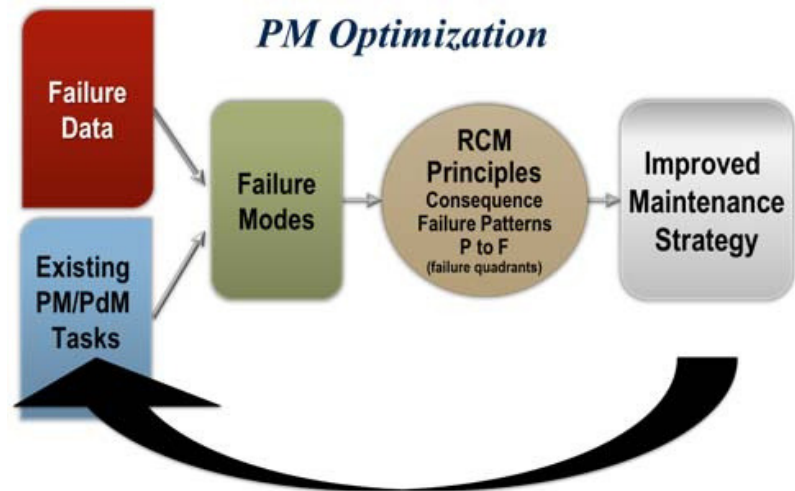 PM Optimization
Failure
Data
Existing
PM/PdM
Tasks
Failure
Modes
RCM
Principles
Consequence
Failure Patterns
P to F
(failure quadrants)
Improved
Maintenance
Strategy